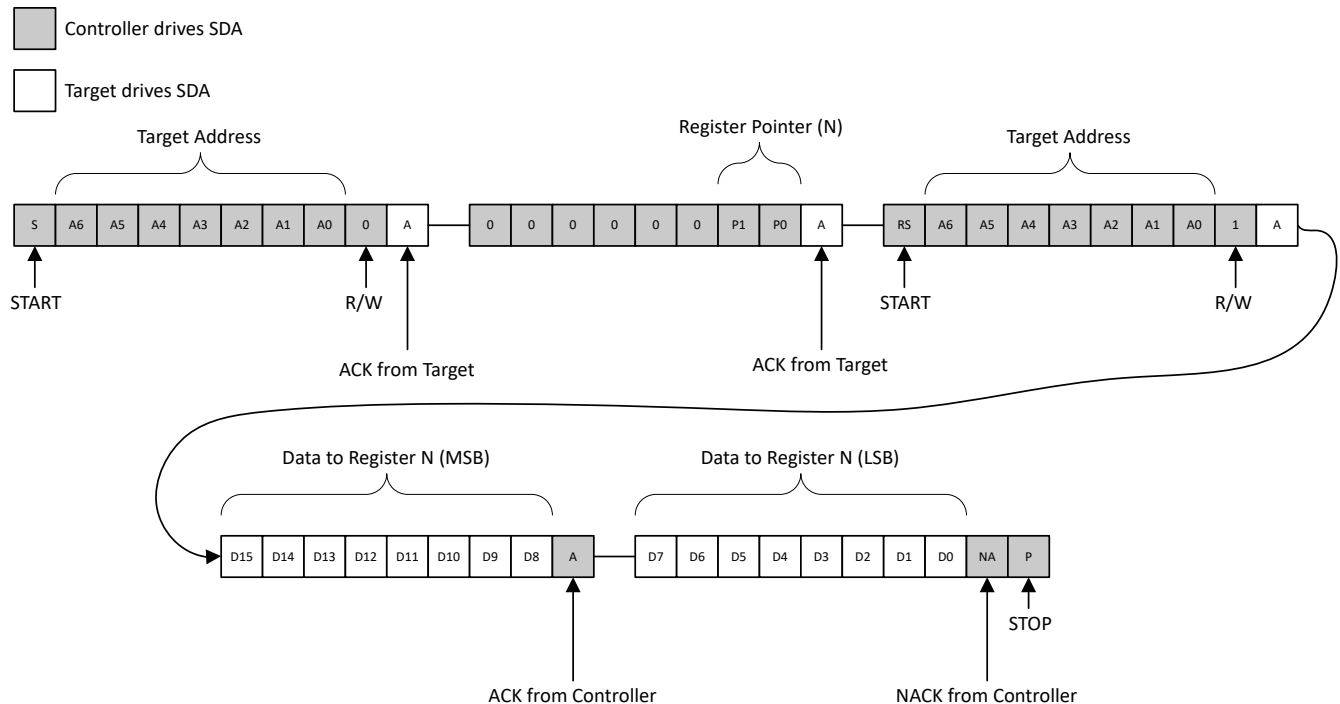 Controller drives SDA
Target drives SDA
Target Address
Register Pointer (N)
Target Address
S A6 A5 A4 A3 A2 A1 A0 0 A
0 0 0 0 0 0 P1 P0 A
RS A6 A5 A4 A3 A2 A1 A0 1 A
START
R/W
START
R/W
ACK from Target
ACK from Target
Data to Register N (MSB)
Data to Register N (LSB)
D15 D14 D13 D12 D11 D10 D9 D8 A
D7 D6 D5 D4 D3 D2 D1 D0 NA P
STOP
ACK from Controller
NACK from Controller